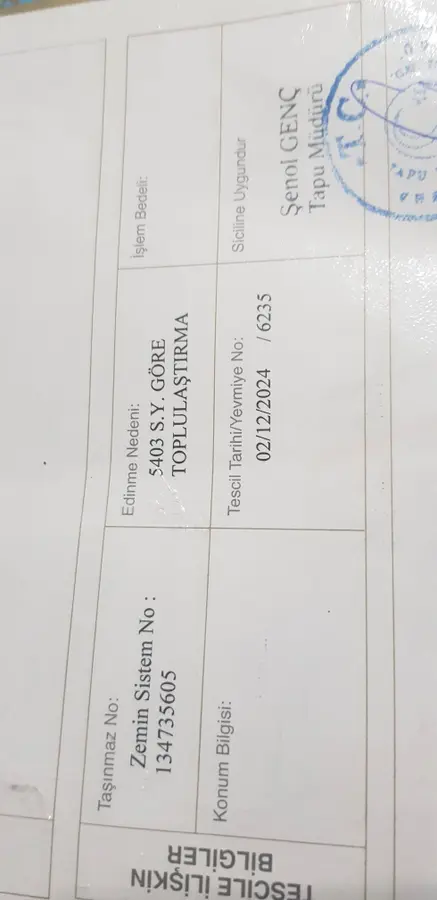 TESCİLE İLİŞKİN
BİLGİLER
Taşınmaz No:
Zemin Sistem No :
134735605
Edinme Nedeni:
5403 S.Y. GÖRE
TOPLULAŞTIRMA
İşlem Bedeli:
Konum Bilgisi:
Tescil Tarihi/Yevmiye No:
02/12/2024 / 6235
Siciline Uygundur
Şenol GENÇ
Tapu Müdürü
T.C.
TAPU